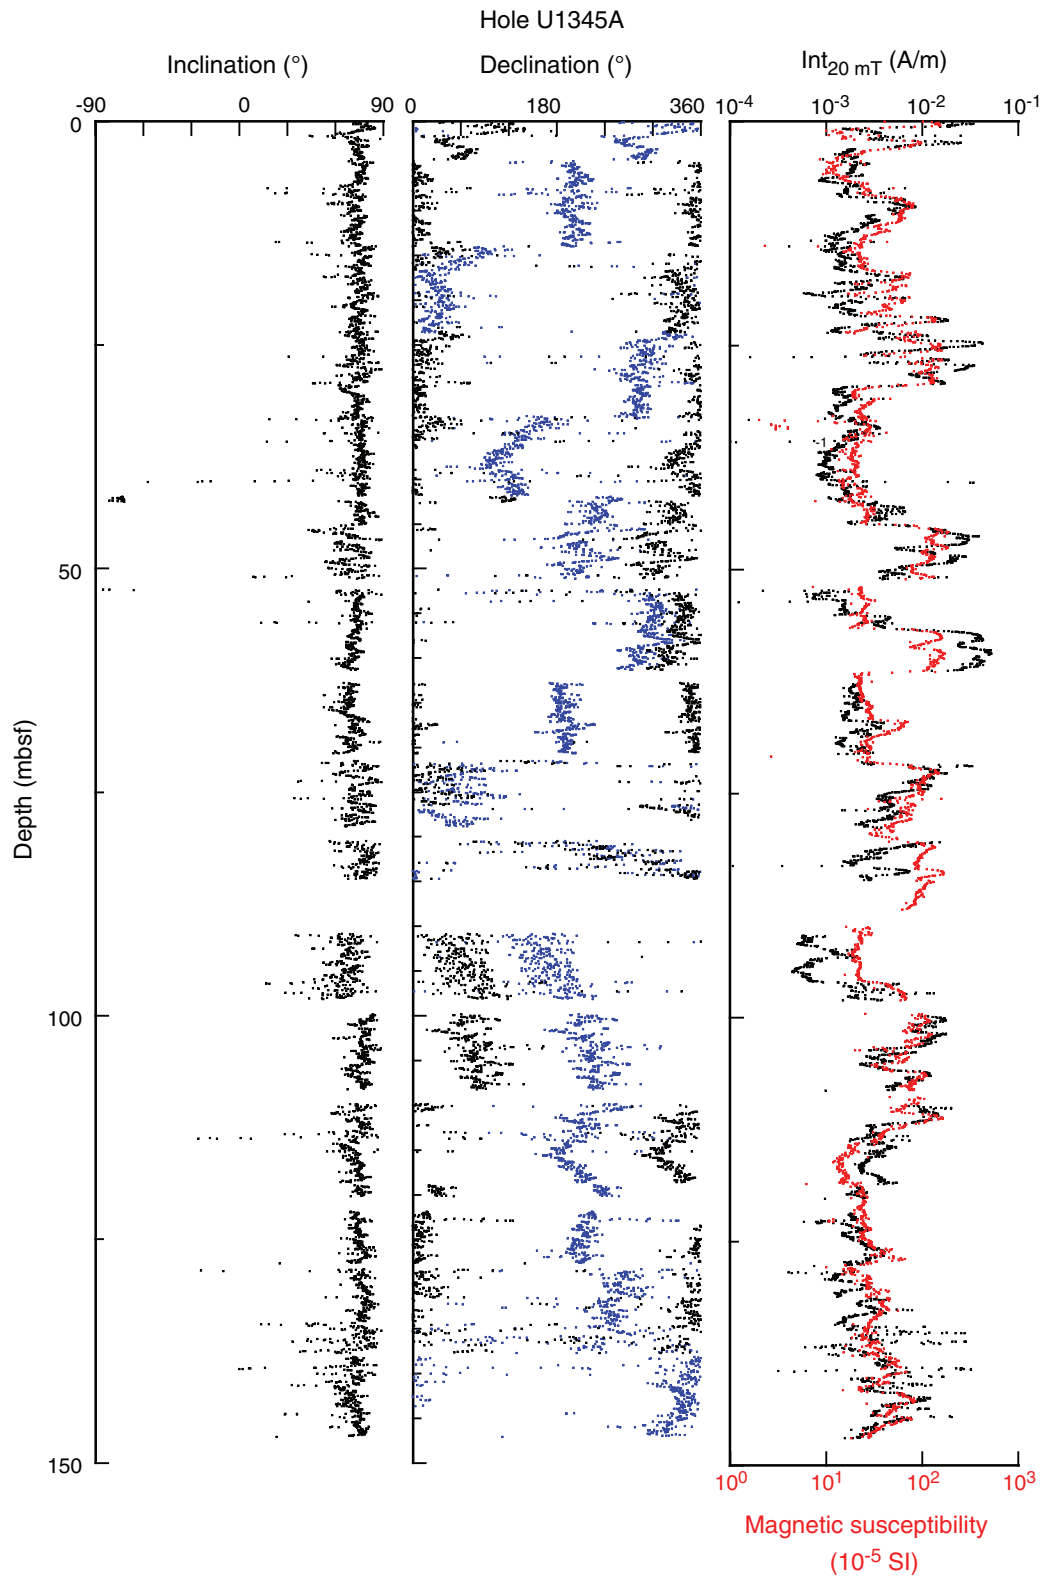 Hole U1345A
Inclination (°)
Declination (°)
Int20 mT (A/m)
-90 0 90
0 180 360
10-4 10-3 10-2 10-1
0
50
100
150
Depth (mbsf)
-1
100 101 102 103
Magnetic susceptibility
(10-5 SI)